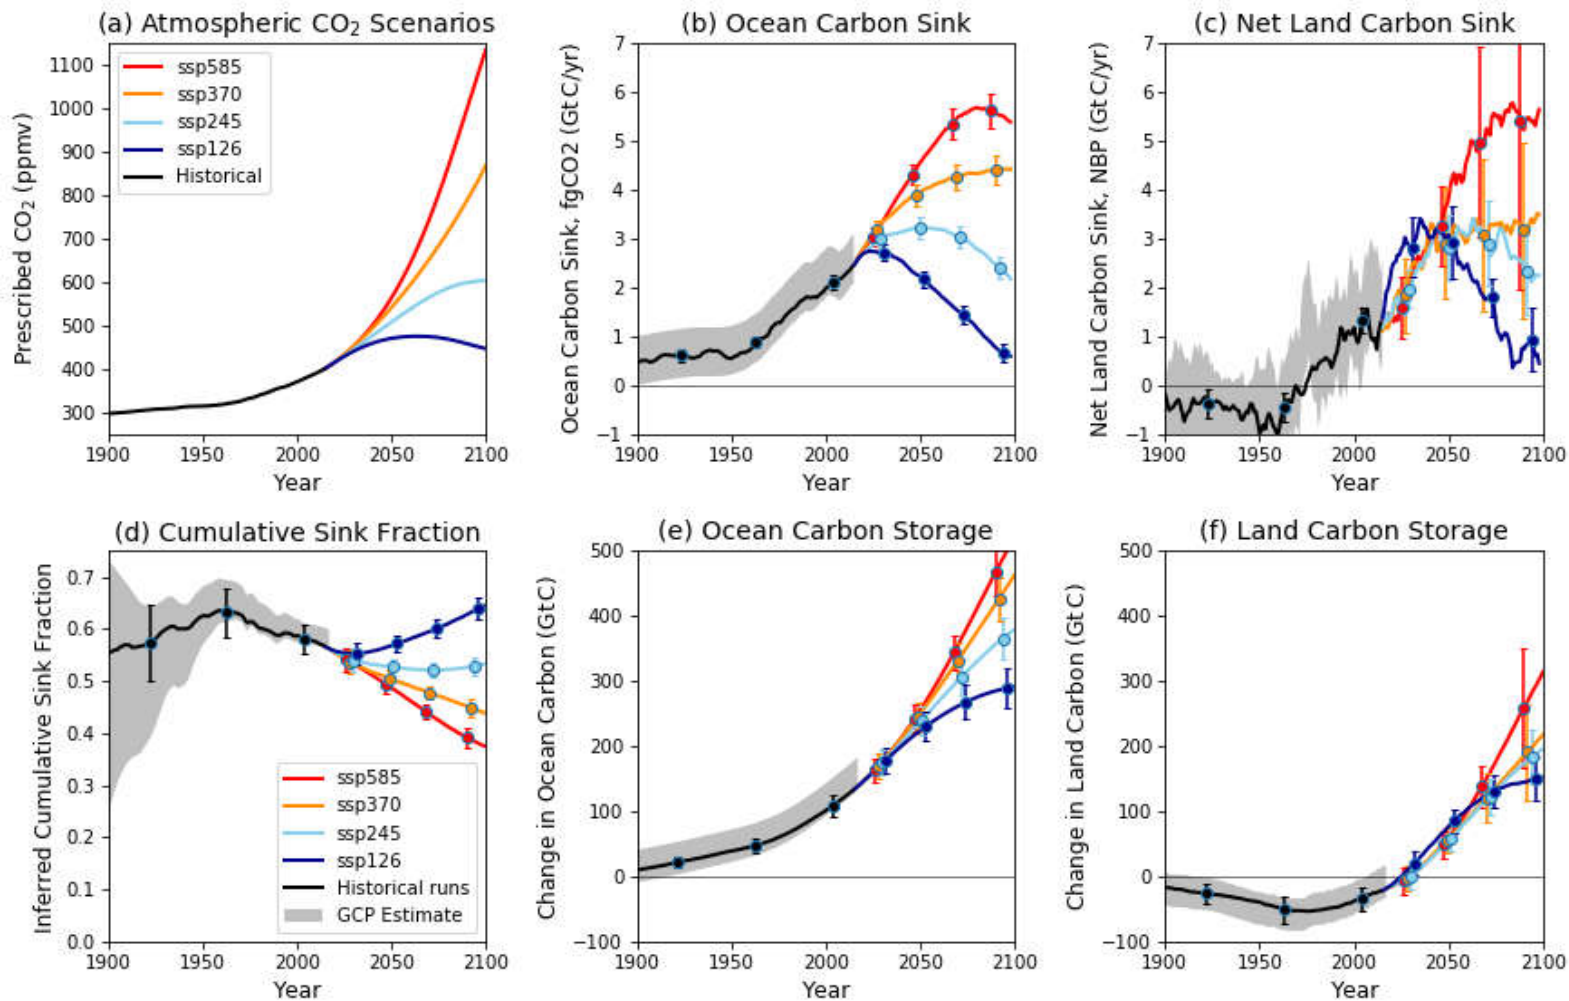 (a) Atmospheric CO₂ Scenarios
Prescribed CO₂ (ppmv)
1100
1000
900
800
700
600
500
400
300
ssp585
ssp370
ssp245
ssp126
Historical
1900 1950 2000 2050 2100
Year
(b) Ocean Carbon Sink
Ocean Carbon Sink, fgCO2 (GtC/yr)
7
6
5
4
3
2
1
0
−1
1900 1950 2000 2050 2100
Year
(c) Net Land Carbon Sink
Net Land Carbon Sink, NBP (GtC/yr)
7
6
5
4
3
2
1
0
−1
1900 1950 2000 2050 2100
Year
(d) Cumulative Sink Fraction
Inferred Cumulative Sink Fraction
0.7
0.6
0.5
0.4
0.3
0.2
0.1
0.0
ssp585
ssp370
ssp245
ssp126
Historical runs
GCP Estimate
1900 1950 2000 2050 2100
Year
(e) Ocean Carbon Storage
Change in Ocean Carbon (GtC)
500
400
300
200
100
0
−100
1900 1950 2000 2050 2100
Year
(f) Land Carbon Storage
Change in Land Carbon (GtC)
500
400
300
200
100
0
−100
1900 1950 2000 2050 2100
Year